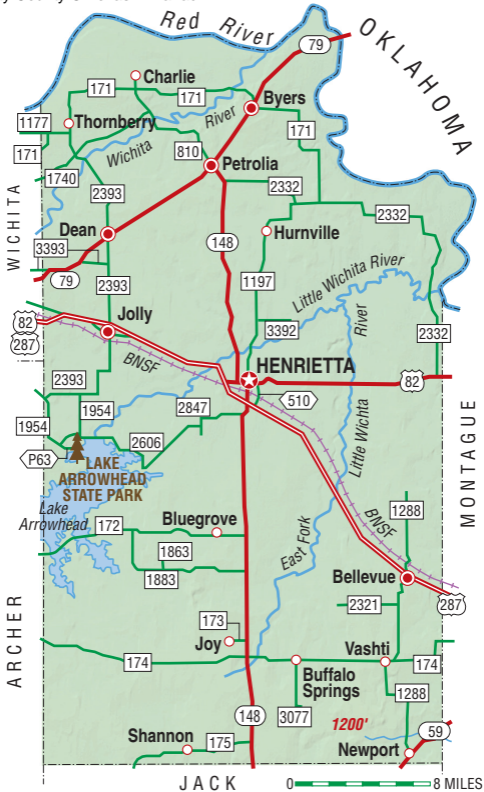 Red River
79
OKLAHOMA
Charlie
171
171
Byers
1177
Thornberry
River
171
171
Wichita
810
Petrolia
1740
2332
2393
WICHITA
Dean
148
Hurnville
2332
3393
79
2393
1197
Little Wichita River
82
287
Jolly
River
BNSF
3392
2332
HENRIETTA
82
2393
510
1954
2847
1954
2606
P63
LAKE
ARROWHEAD
STATE PARK
Little Wichta
MONTAGUE
Lake
Arrowhead
172
Bluegrove
1288
BNSF
1863
East Fork
1883
Bellevue
287
ARCHER
2321
173
Joy
Vashti
174
174
Buffalo
Springs
1288
3077
148
1200'
59
Shannon
175
Newport
JACK
0
8 MILES